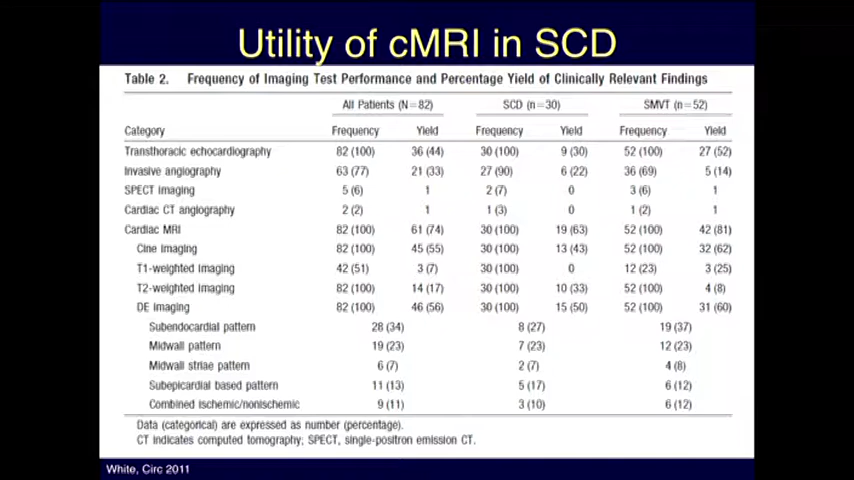 Utility of cMRI in SCD
Table 2. Frequency of Imaging Test Performance and Percentage Yield of Clinically Relevant Findings
All Patients (N=82) SCD (n=30) SMVT (n=52)
Category Frequency Yield Frequency Yield Frequency Yield
Transthoracic echocardiography 82 (100) 36 (44) 30 (100) 9 (30) 52 (100) 27 (52)
Invasive angiography 63 (77) 21 (33) 27 (90) 6 (22) 36 (69) 5 (14)
SPECT imaging 5 (6) 1 2 (7) 0 3 (6) 1
Cardiac CT angiography 2 (2) 1 1 (3) 0 1 (2) 1
Cardiac MRI 82 (100) 61 (74) 30 (100) 19 (63) 52 (100) 42 (81)
Cine imaging 82 (100) 45 (55) 30 (100) 13 (43) 52 (100) 32 (62)
T1-weighted imaging 42 (51) 3 (7) 30 (100) 0 12 (23) 3 (25)
T2-weighted imaging 82 (100) 14 (17) 30 (100) 10 (33) 52 (100) 4 (8)
DE imaging 82 (100) 46 (56) 30 (100) 15 (50) 52 (100) 31 (60)
Subendocardial pattern 28 (34) 8 (27) 19 (37)
Midwall pattern 19 (23) 7 (23) 12 (23)
Midwall striae pattern 6 (7) 2 (7) 4 (8)
Subepicardial based pattern 11 (13) 5 (17) 6 (12)
Combined ischemic/nonischemic 9 (11) 3 (10) 6 (12)
Data (categorical) are expressed as number (percentage).
CT indicates computed tomography; SPECT, single-positron emission CT.
White, Circ 2011